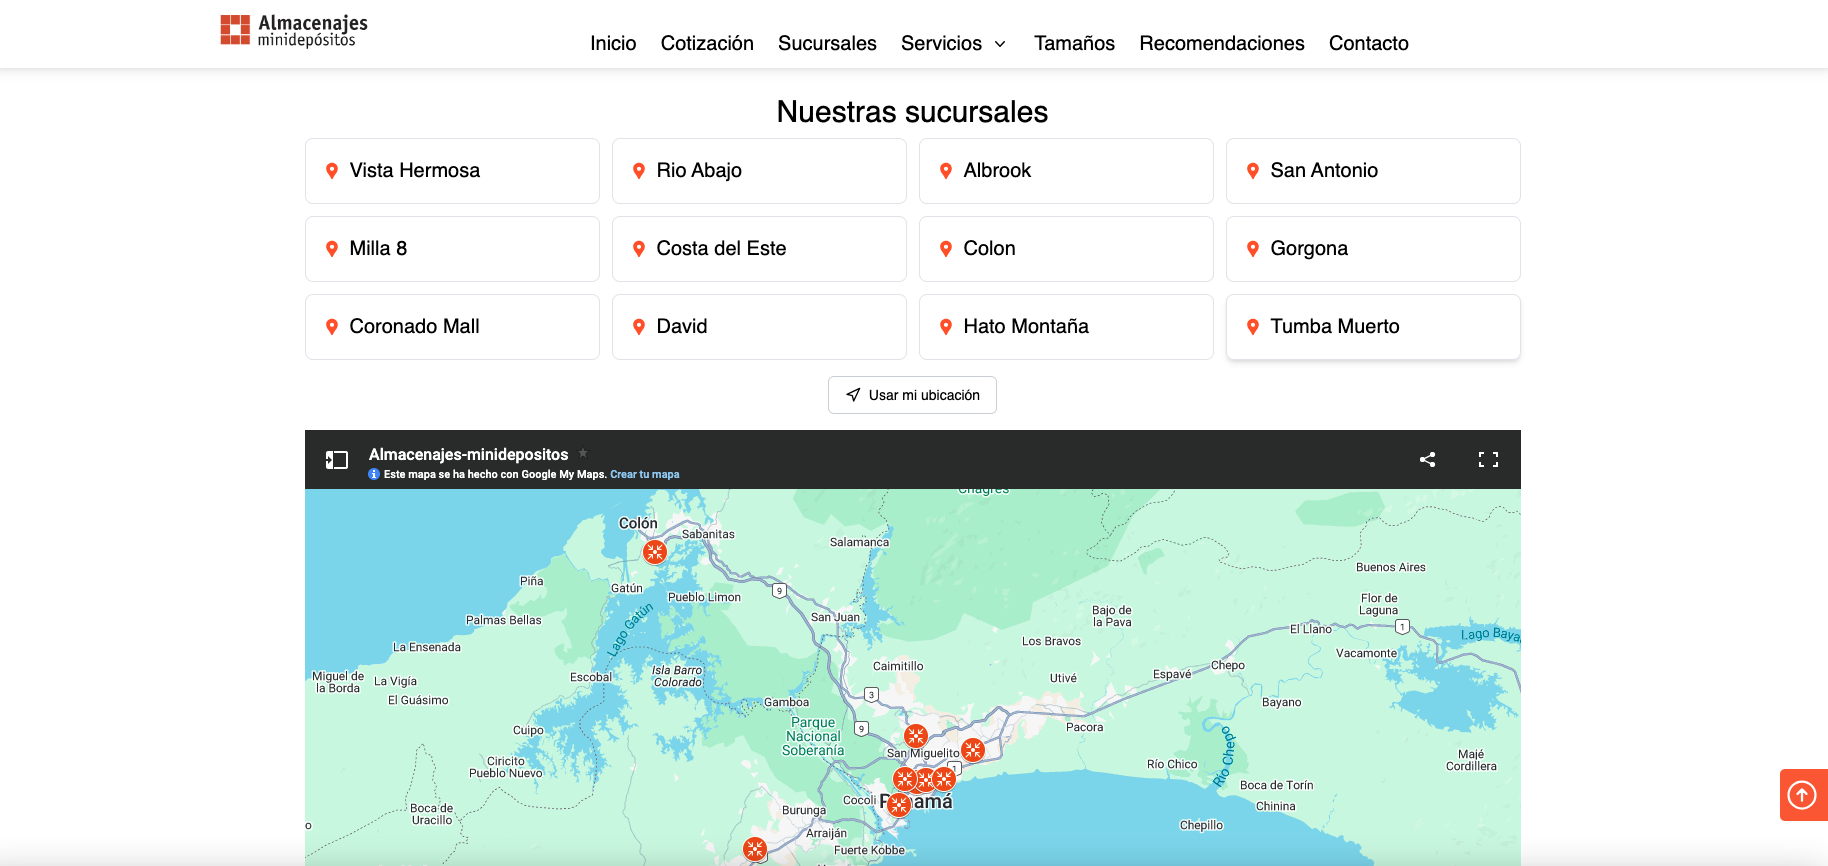 Almacenajes
minidepósitos
Inicio Cotización Sucursales Servicios Tamaños Recomendaciones Contacto
Nuestras sucursales
Vista Hermosa
Rio Abajo
Albrook
San Antonio
Milla 8
Costa del Este
Colon
Gorgona
Coronado Mall
David
Hato Montaña
Tumba Muerto
Usar mi ubicación
Almacenajes-minidepositos
Este mapa se ha hecho con Google My Maps. Crear tu mapa
Chagres
Colón
Sabanitas
Salamanca
Buenos Aires
Piña
Gatún
Pueblo Limon
9
Flor de
Laguna
Palmas Bellas
San Juan
Bajo de
la Pava
Lago Gatún
El Llano
1
Lago Baya
La Ensenada
Los Bravos
Vacamonte
Miguel de
la Borda
La Vigía
Escobal
Isla Barro
Colorado
Caimitillo
Utivé
Espavé
Chepo
El Guásimo
Gamboa
3
Bayano
Cuipo
Parque
Nacional
Soberanía
9
Pacora
San Miguelito
Río Chepo
Ciricito
Pueblo Nuevo
1
Río Chico
Majé
Cordillera
Boca de
Uracillo
Burunga
Cocoli
Boca de Torín
Chinina
Arraiján
Chepillo
Fuerte Kobbe